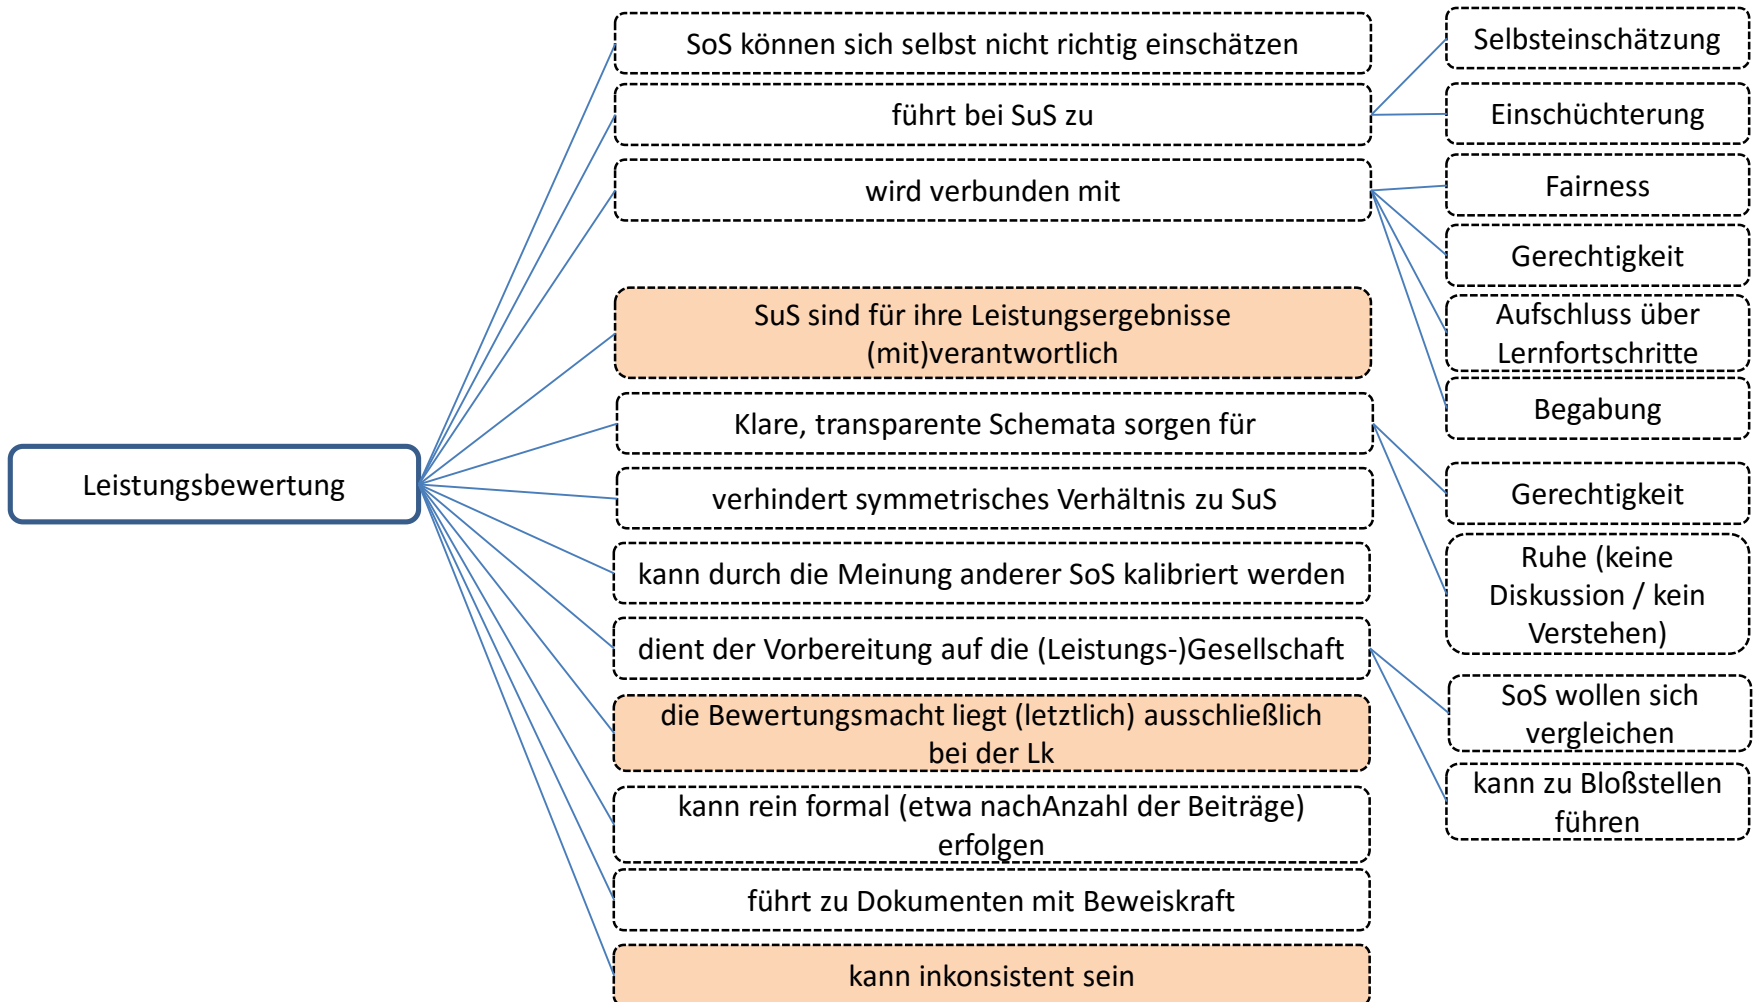 Leistungsbewertung
SoS können sich selbst nicht richtig einschätzen
führt bei SuS zu
wird verbunden mit
SuS sind für ihre Leistungsergebnisse
(mit)verantwortlich
Klare, transparente Schemata sorgen für
verhindert symmetrisches Verhältnis zu SuS
kann durch die Meinung anderer SoS kalibriert werden
dient der Vorbereitung auf die (Leistungs-)Gesellschaft
die Bewertungsmacht liegt (letztlich) ausschließlich
bei der Lk
kann rein formal (etwa nachAnzahl der Beiträge)
erfolgen
führt zu Dokumenten mit Beweiskraft
kann inkonsistent sein
Selbsteinschätzung
Einschüchterung
Fairness
Gerechtigkeit
Aufschluss über
Lernfortschritte
Begabung
Gerechtigkeit
Ruhe (keine
Diskussion / kein
Verstehen)
SoS wollen sich
vergleichen
kann zu Bloßstellen
führen